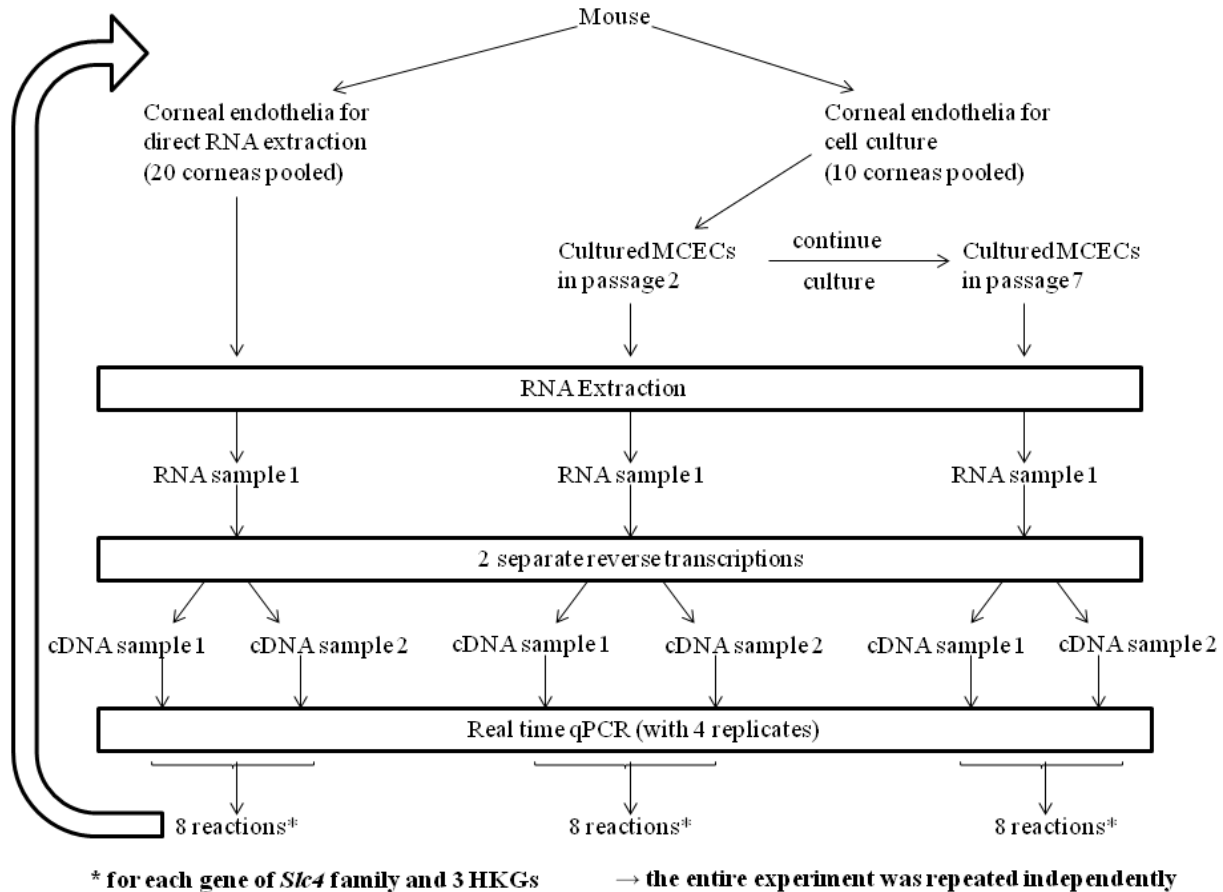 Mouse
Corneal endothelia for
direct RNA extraction
(20 corneas pooled)
Corneal endothelia for
cell culture
(10 corneas pooled)
Cultured MCECs
in passage 2
continue
culture
Cultured MCECs
in passage 7
RNA Extraction
RNA sample 1
RNA sample 1
RNA sample 1
2 separate reverse transcriptions
cDNA sample 1
cDNA sample 2
cDNA sample 1
cDNA sample 2
cDNA sample 1
cDNA sample 2
Real time qPCR (with 4 replicates)
8 reactions*
8 reactions*
8 reactions*
* for each gene of Slc4 family and 3 HKGs → the entire experiment was repeated independently